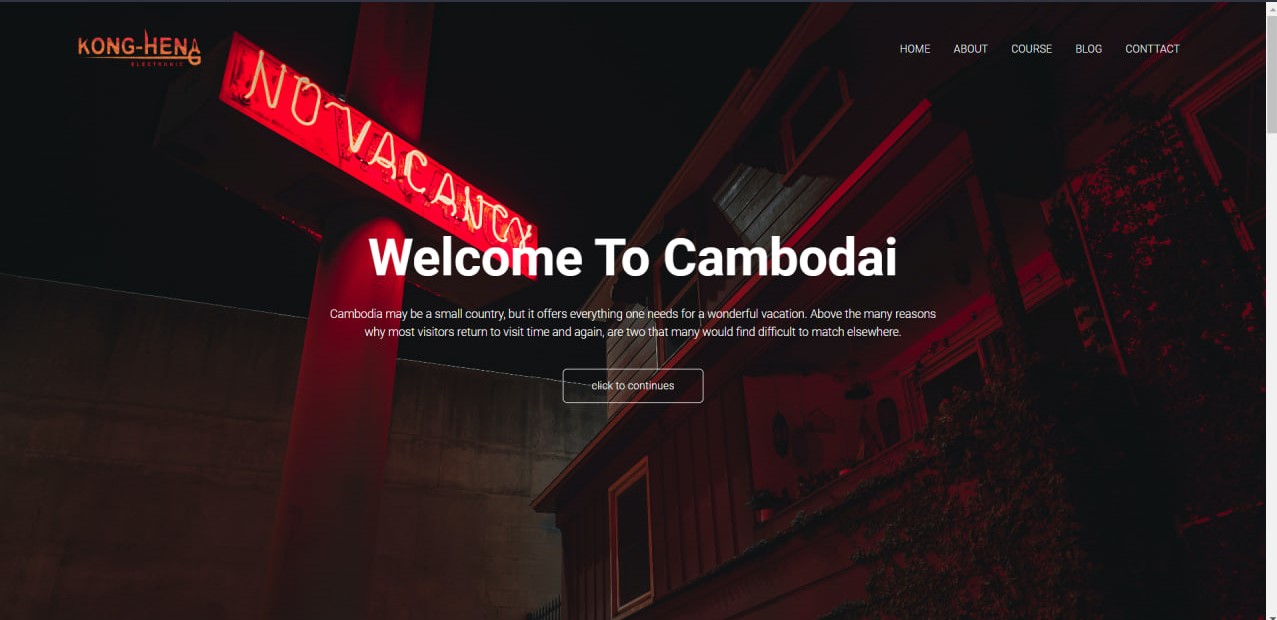 KONG-HENG
ELECTRONIC
HOME ABOUT COURSE BLOG CONTTACT
NO VACANCY
Welcome To Cambodai
Cambodia may be a small country, but it offers everything one needs for a wonderful vacation. Above the many reasons
why most visitors return to visit time and again, are two that many would find difficult to match elsewhere.
click to continues